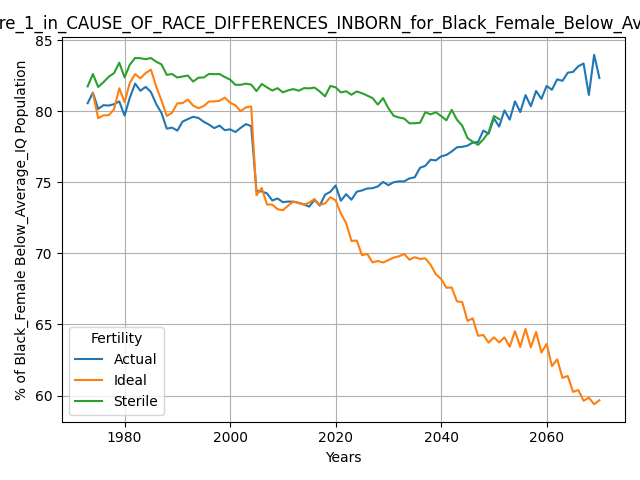 re_1_in_CAUSE_OF_RACE_DIFFERENCES_INBORN_for_Black_Female_Below_Av
% of Black_Female Below_Average_IQ Population
85
80
75
70
65
60
1980
2000
2020
2040
2060
Years
Fertility
Actual
Ideal
Sterile